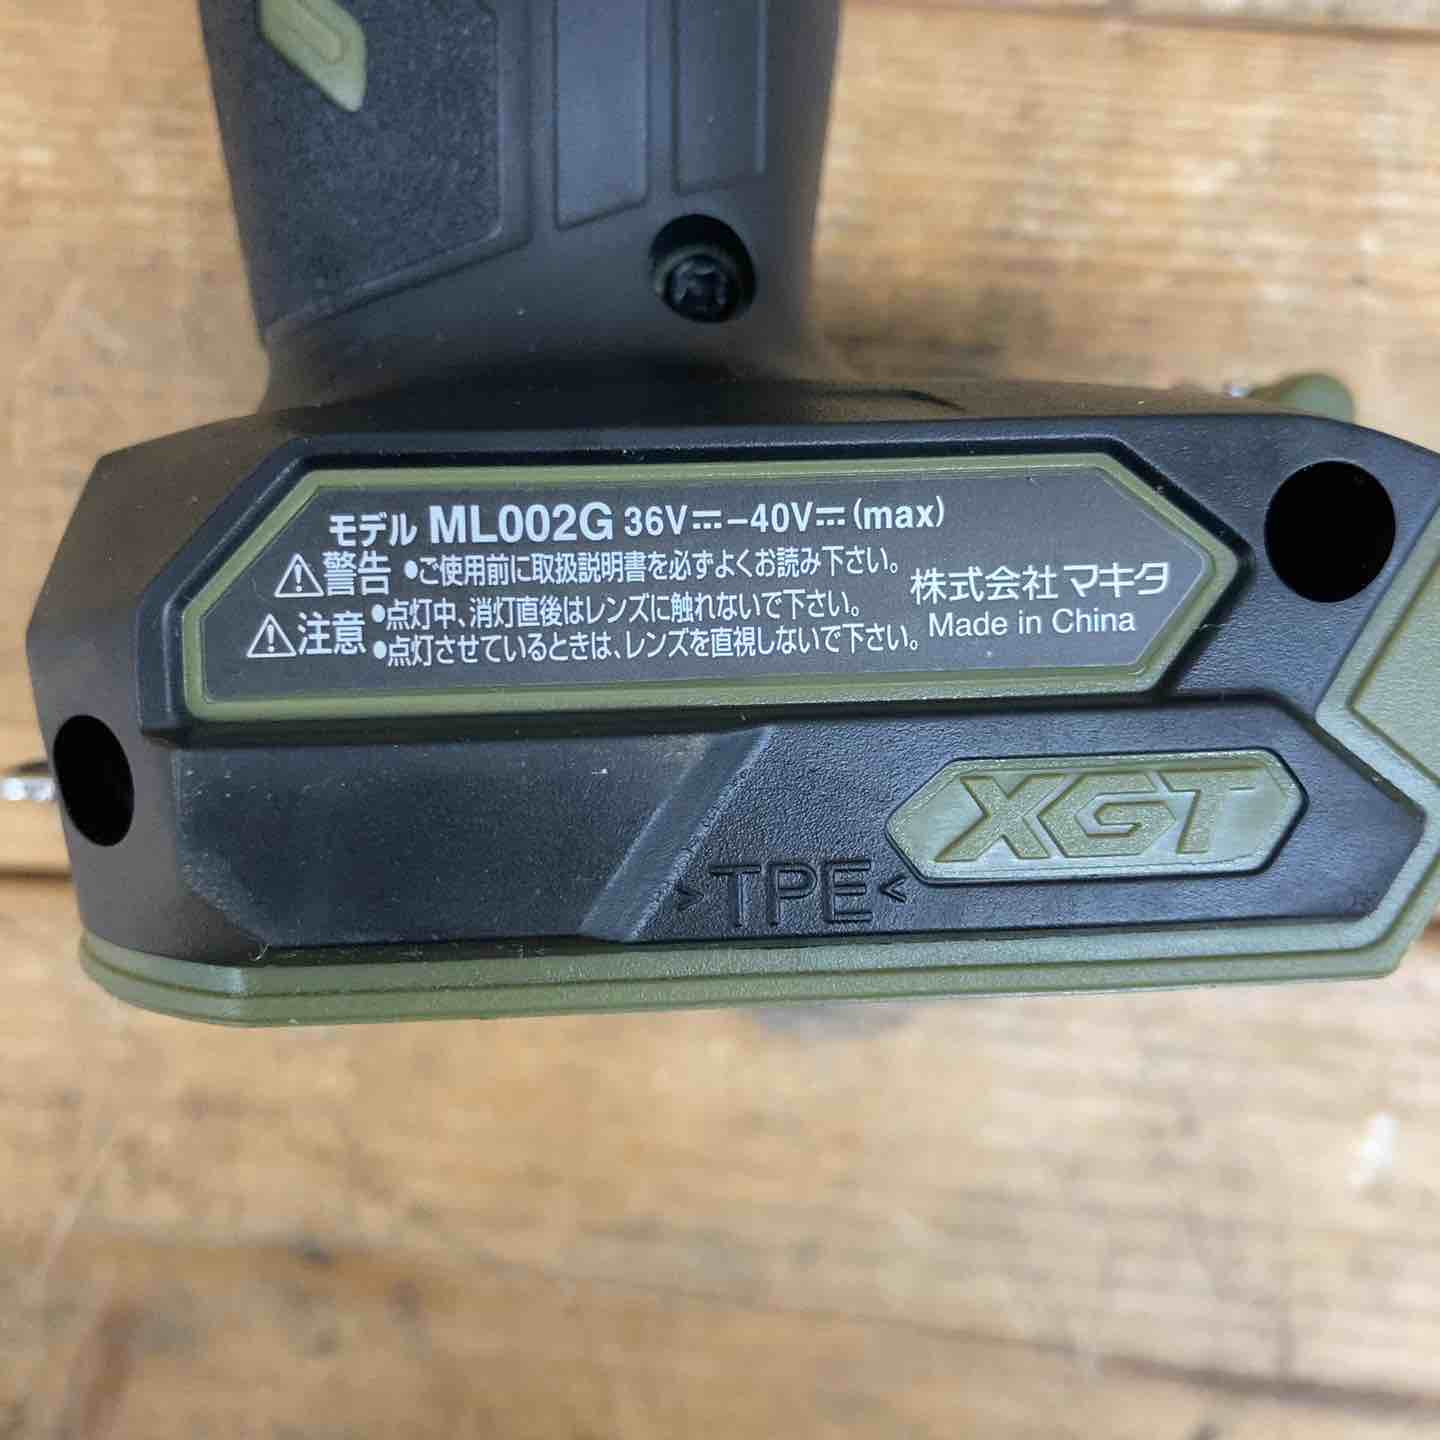 モデル ML002G 36V⎓-40V⎓(max)
⚠警告 •ご使用前に取扱説明書を必ずよくお読み下さい。
⚠注意 •点灯中、消灯直後はレンズに触れないで下さい。
•点灯させているときは、レンズを直視しないで下さい。
株式会社マキタ
Made in China
XGT
>TPE<